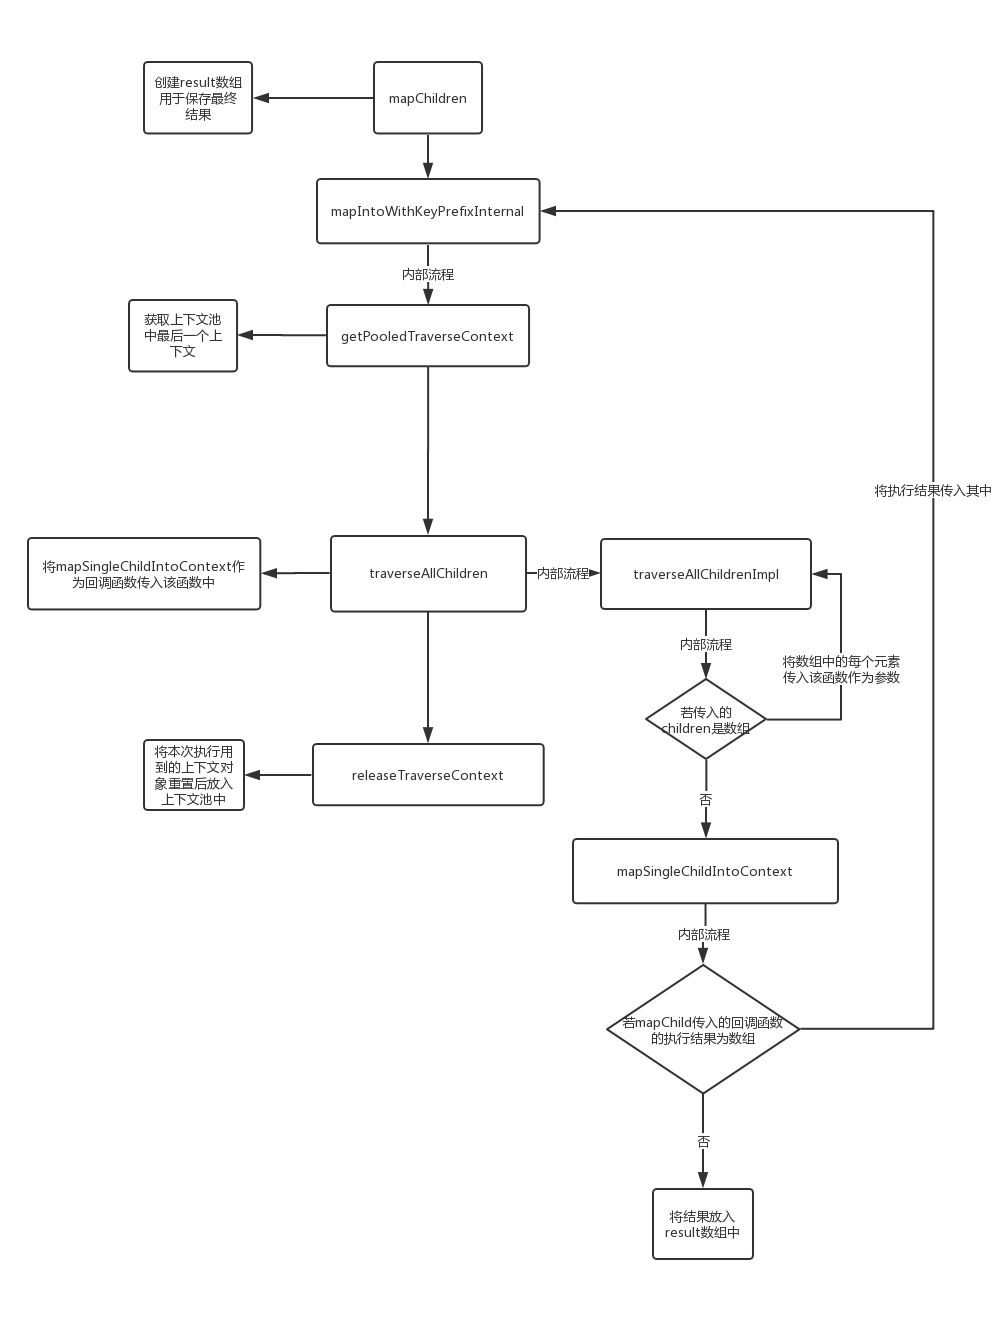 创建result数组
用于保存最终
结果
mapChildren
mapIntoWithKeyPrefixInternal
内部流程
获取上下文池
中最后一个上
下文
getPooledTraverseContext
将执行结果传入其中
将mapSingleChildIntoContext作
为回调函数传入该函数中
traverseAllChildren
内部流程
traverseAllChildrenImpl
内部流程
将数组中的每个元素
传入该函数作为参数
若传入的
children是数组
将本次执行用
到的上下文对
象重置后放入
上下文池中
releaseTraverseContext
否
mapSingleChildIntoContext
内部流程
若mapChild传入的回调函数
的执行结果为数组
否
将结果放入
result数组中